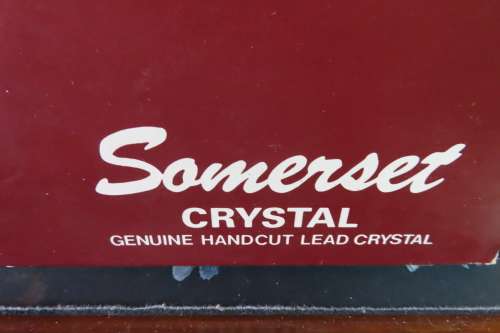 Somerset
CRYSTAL
GENUINE HANDCUT LEAD CRYSTAL